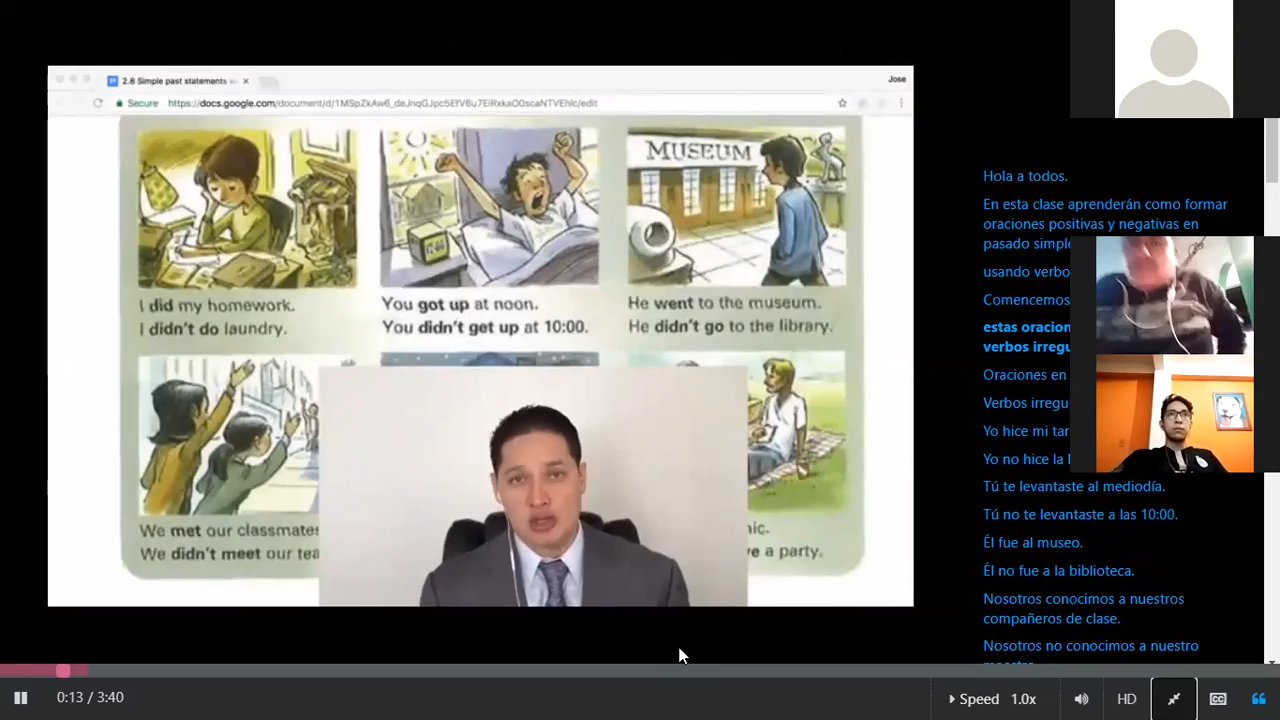 2.8 Simple past statements
Jose
Secure
https://docs.google.com/document/d/
/edit
MUSEUM
I did my homework.
I didn't do laundry.
You got up at noon.
You didn't get up at 10:00.
He went to the museum.
He didn't go to the library.
We met our classmates
We didn't meet our
a party.
Hola a todos.
En esta clase aprenderán como formar
oraciones positivas y negativas en
pasado simple
usando verbo
Comencemos
estas oracion
verbos irregu
Oraciones en
Verbos irregu
Yo hice mi tar
Yo no hice la
Tú te levantaste al mediodía.
Tú no te levantaste a las 10:00.
Él fue al museo.
Él no fue a la biblioteca.
Nosotros conocimos a nuestros
compañeros de clase.
Nosotros no conocimos a nuestro
0:13 / 3:40
Speed 1.0x
HD
CC